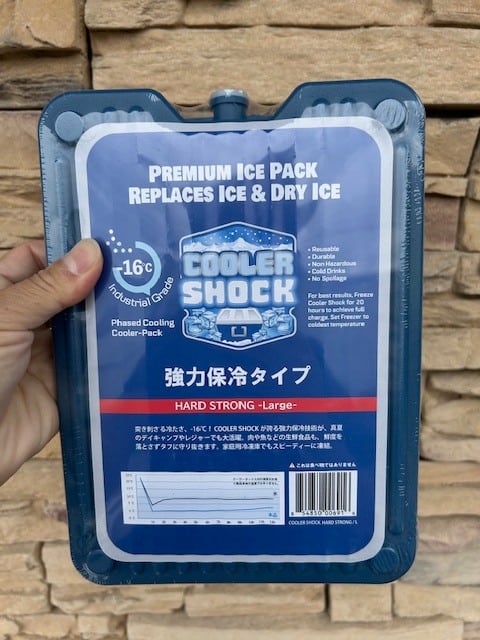 PREMIUM ICE PACK
REPLACES ICE & DRY ICE
-16℃
Industrial Grade
Phased Cooling
Cooler-Pack
COOLER
SHOCK
• Reusable
• Durable
• Non Hazardous
• Cold Drinks
• No Spoilage
For best results, Freeze
Cooler Shock for 20
hours to achieve full
charge. Set Freezer to
coldest temperature
強力保冷タイプ
HARD STRONG -Large-
突き刺さる冷たさ、-16℃！COOLER SHOCK が誇る強力保冷技術が、真夏
のデイキャンプやレジャーでも大活躍。肉や魚などの生鮮食品も、鮮度を
落とさずタフに守り抜きます。家庭用冷凍庫でもスピーディーに凍結。
これは食べ物ではありません
水
本品
8 54850 00691 6
COOLER SHOCK HARD STRONG / L